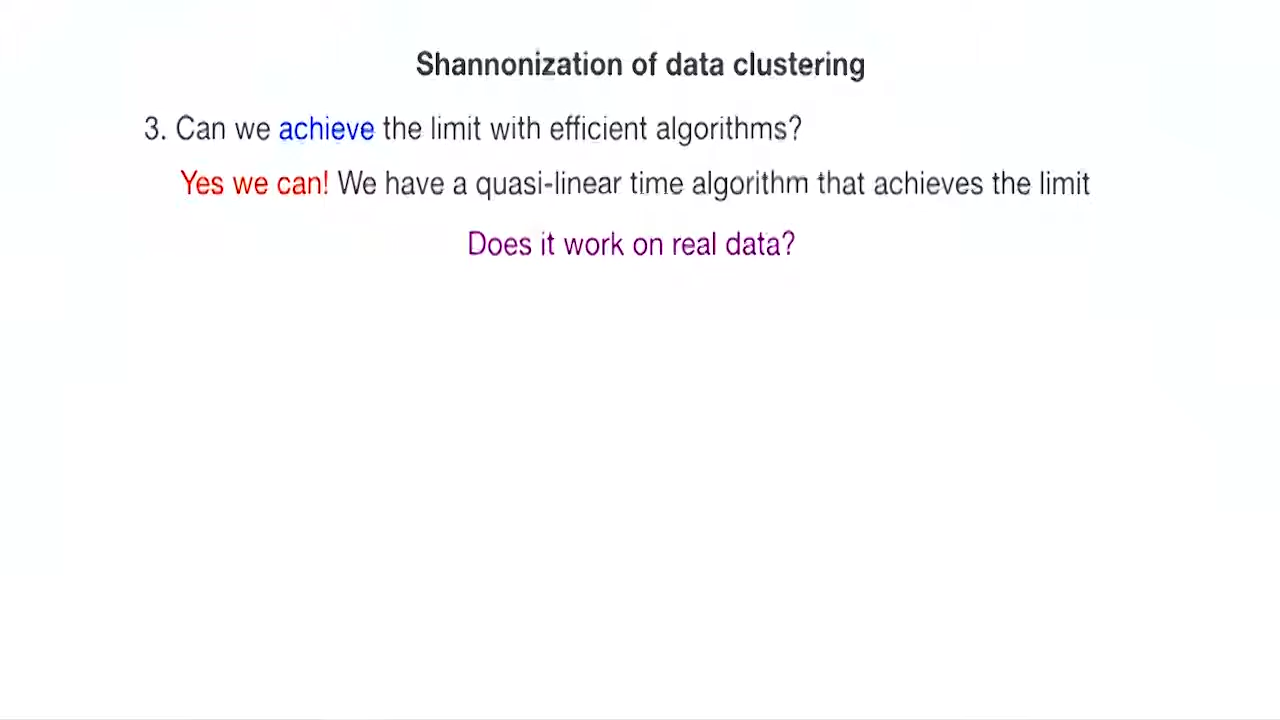 Shannonization of data clustering
3. Can we achieve the limit with efficient algorithms?
Yes we can! We have a quasi-linear time algorithm that achieves the limit
Does it work on real data?